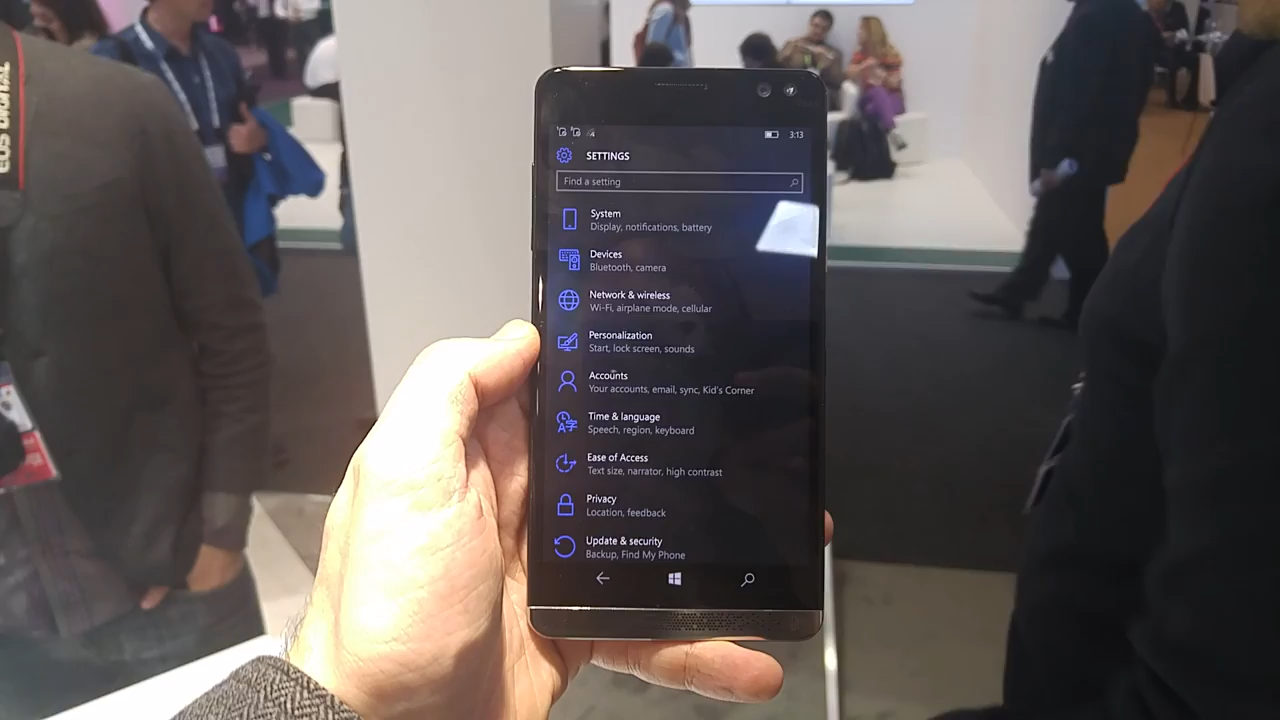 EOS DIGITAL
3:13
SETTINGS
Find a setting
System
Display, notifications, battery
Devices
Bluetooth, camera
Network & wireless
Wi-Fi, airplane mode, cellular
Personalization
Start, lock screen, sounds
Accounts
Your accounts, email, sync, Kid's Corner
Time & language
Speech, region, keyboard
Ease of Access
Text size, narrator, high contrast
Privacy
Location, feedback
Update & security
Backup, Find My Phone